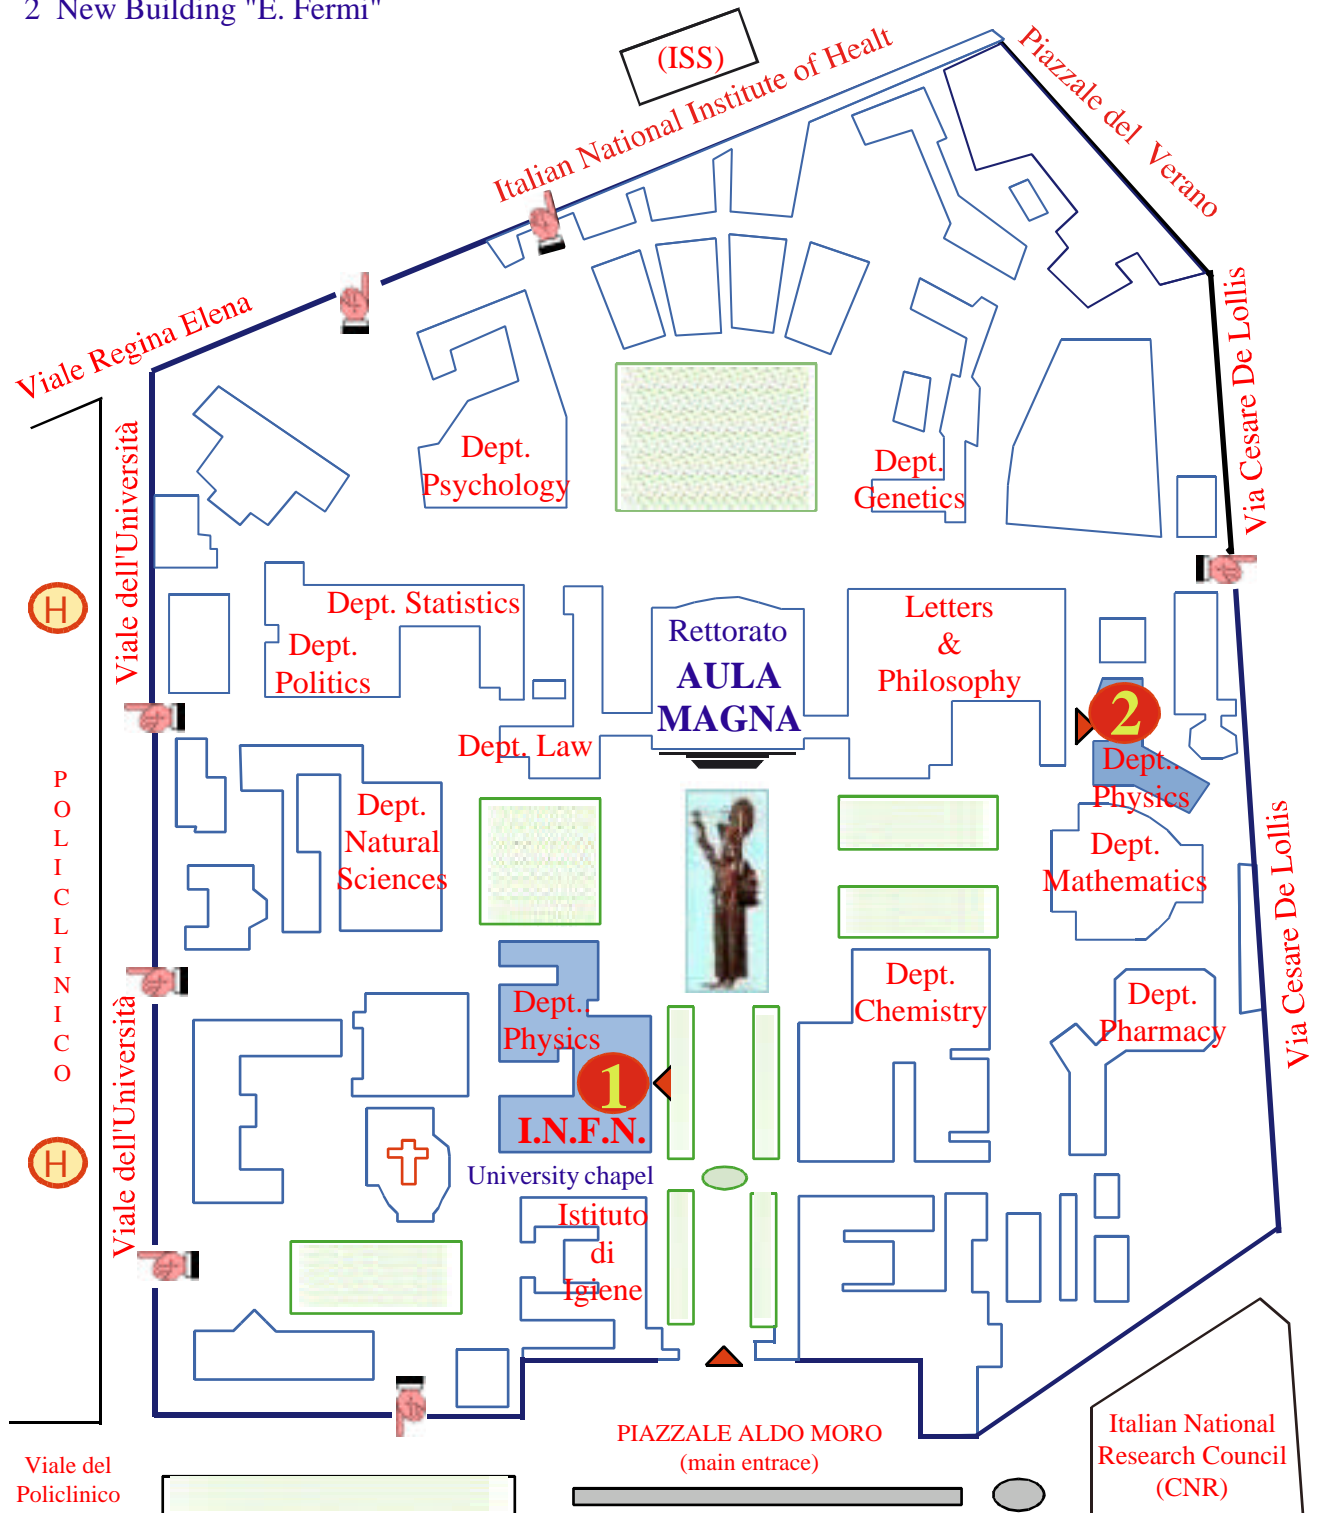 2 New Building "E. Fermi"
(ISS)
Italian National Institute of Healt
Piazzale del Verano
Viale Regina Elena
Via Cesare De Lollis
Viale dell'Università
Dept.
Psychology
Dept.
Genetics
H
Dept. Statistics
Dept.
Politics
Rettorato
AULA
MAGNA
Letters
&
Philosophy
2
Dept. Law
Dept..
Physics
P
O
L
I
C
L
I
N
I
C
O
Dept.
Natural
Sciences
Dept.
Mathematics
Via Cesare De Lollis
Dept..
Physics
Dept.
Chemistry
Dept.
Pharmacy
1
I.N.F.N.
Viale dell'Università
H
University chapel
Istituto
di
Igiene
PIAZZALE ALDO MORO
(main entrace)
Italian National
Research Council
(CNR)
Viale del
Policlinico